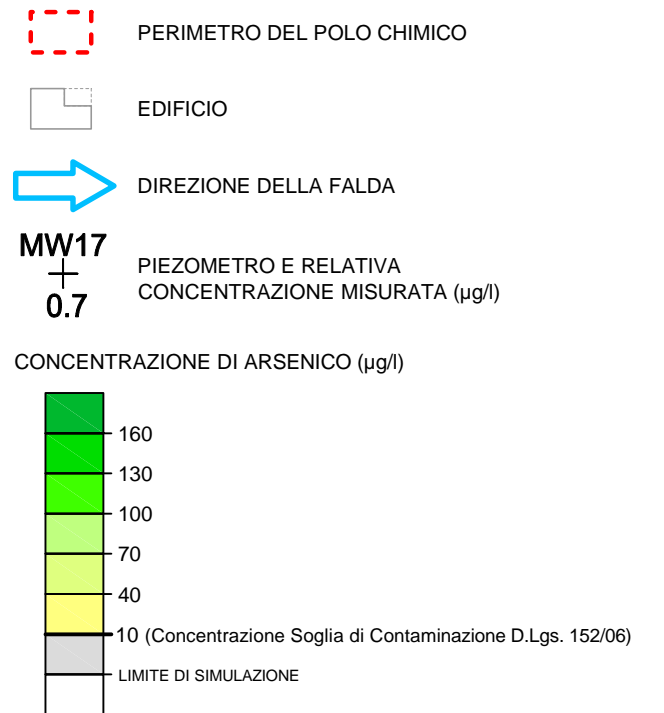 PERIMETRO DEL POLO CHIMICO
EDIFICIO
DIREZIONE DELLA FALDA
MW17
0.7
PIEZOMETRO E RELATIVA
CONCENTRAZIONE MISURATA (µg/l)
CONCENTRAZIONE DI ARSENICO (µg/l)
160
130
100
70
40
10 (Concentrazione Soglia di Contaminazione D.Lgs. 152/06)
LIMITE DI SIMULAZIONE